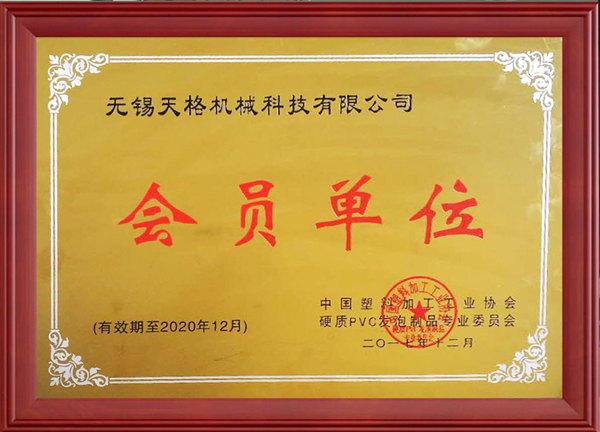 无锡天格机械科技有限公司
会员单位
中国塑料加工工业协会
硬质PVC发泡制品专业委员会
(有效期至2020年12月)
二〇一七年十二月